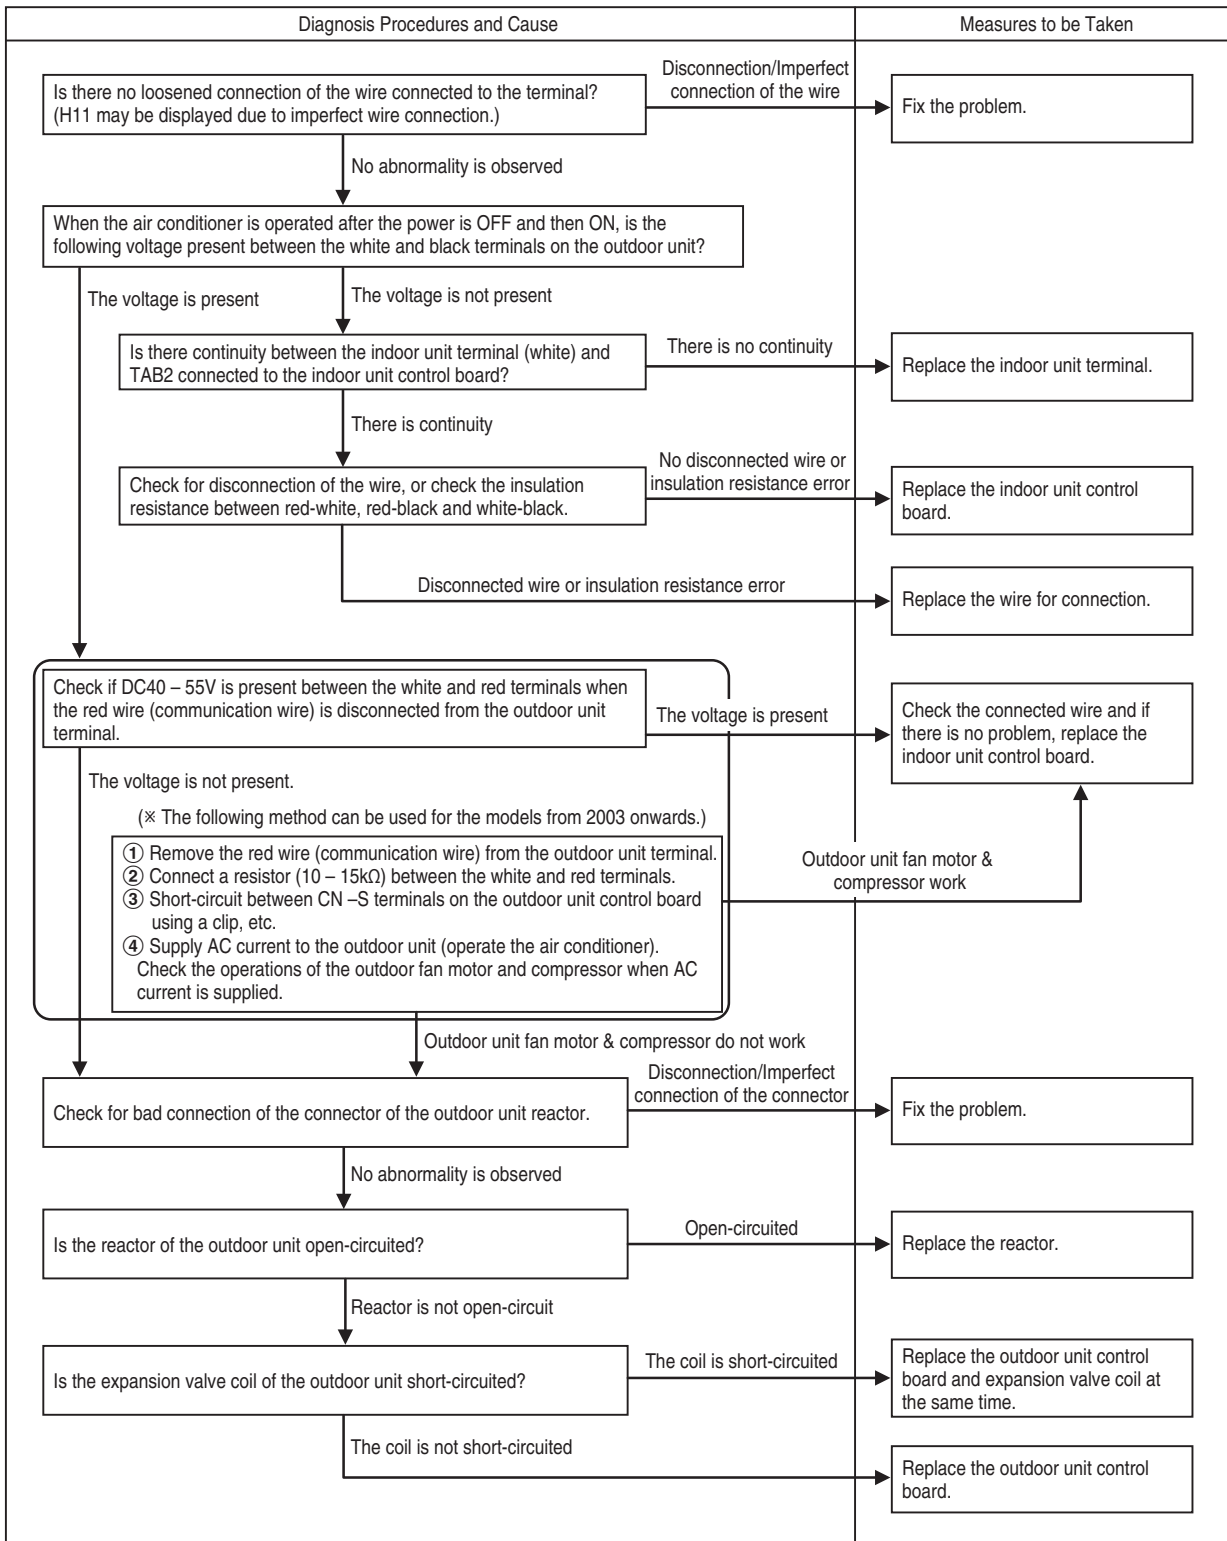 Diagnosis Procedures and Cause
Measures to be Taken
Is there no loosened connection of the wire connected to the terminal?
(H11 may be displayed due to imperfect wire connection.)
Disconnection/Imperfect
connection of the wire
Fix the problem.
No abnormality is observed
When the air conditioner is operated after the power is OFF and then ON, is the
following voltage present between the white and black terminals on the outdoor unit?
The voltage is present
The voltage is not present
Is there continuity between the indoor unit terminal (white) and
TAB2 connected to the indoor unit control board?
There is no continuity
Replace the indoor unit terminal.
There is continuity
Check for disconnection of the wire, or check the insulation
resistance between red-white, red-black and white-black.
No disconnected wire or
insulation resistance error
Replace the indoor unit control
board.
Disconnected wire or insulation resistance error
Replace the wire for connection.
Check if DC40 – 55V is present between the white and red terminals when
the red wire (communication wire) is disconnected from the outdoor unit
terminal.
The voltage is present
Check the connected wire and if
there is no problem, replace the
indoor unit control board.
The voltage is not present.
(※ The following method can be used for the models from 2003 onwards.)
① Remove the red wire (communication wire) from the outdoor unit terminal.
② Connect a resistor (10 – 15kΩ) between the white and red terminals.
③ Short-circuit between CN –S terminals on the outdoor unit control board
using a clip, etc.
④ Supply AC current to the outdoor unit (operate the air conditioner).
Check the operations of the outdoor fan motor and compressor when AC
current is supplied.
Outdoor unit fan motor &
compressor work
Outdoor unit fan motor & compressor do not work
Check for bad connection of the connector of the outdoor unit reactor.
Disconnection/Imperfect
connection of the connector
Fix the problem.
No abnormality is observed
Is the reactor of the outdoor unit open-circuited?
Open-circuited
Replace the reactor.
Reactor is not open-circuit
Is the expansion valve coil of the outdoor unit short-circuited?
The coil is short-circuited
Replace the outdoor unit control
board and expansion valve coil at
the same time.
The coil is not short-circuited
Replace the outdoor unit control
board.